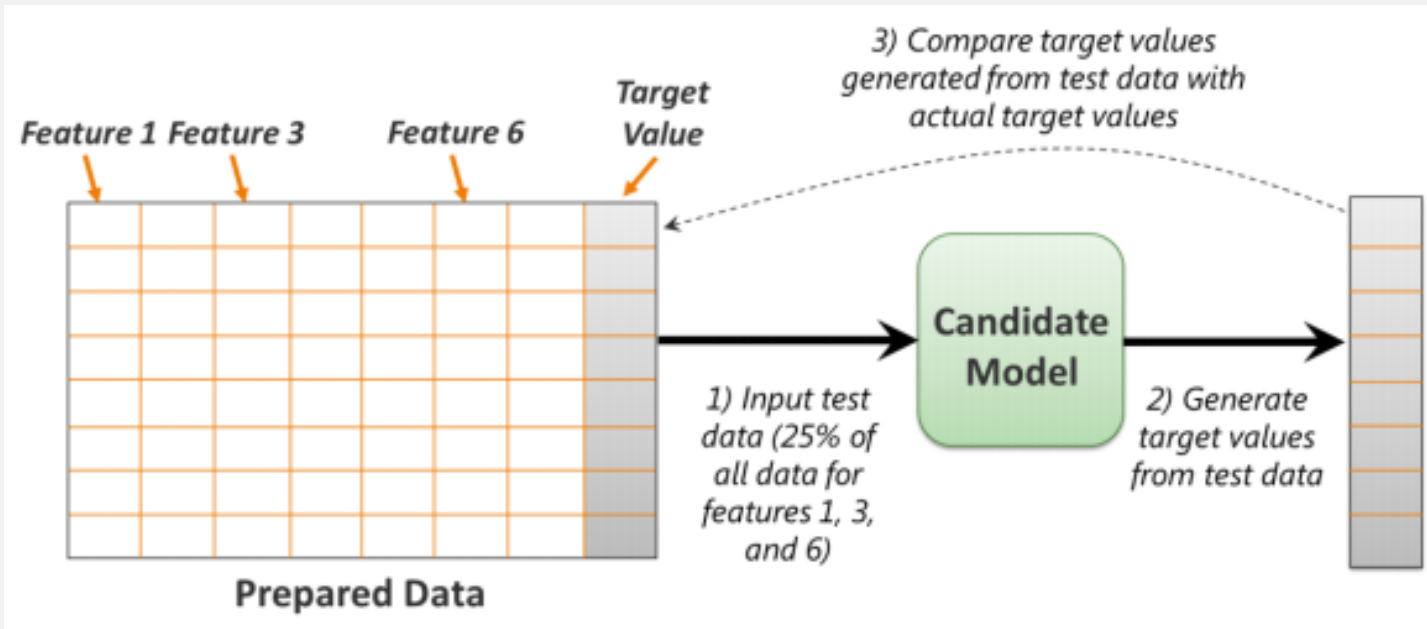 3) Compare target values
generated from test data with
actual target values
Target
Value
Feature 1 Feature 3 Feature 6
Candidate
Model
1) Input test
data (25% of
all data for
features 1, 3,
and 6)
2) Generate
target values
from test data
Prepared Data